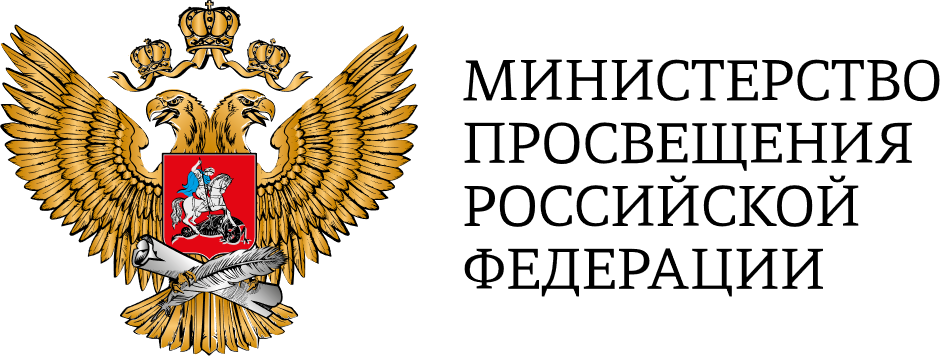 МИНИСТЕРСТВО
ПРОСВЕЩЕНИЯ
РОССИЙСКОЙ
ФЕДЕРАЦИИ